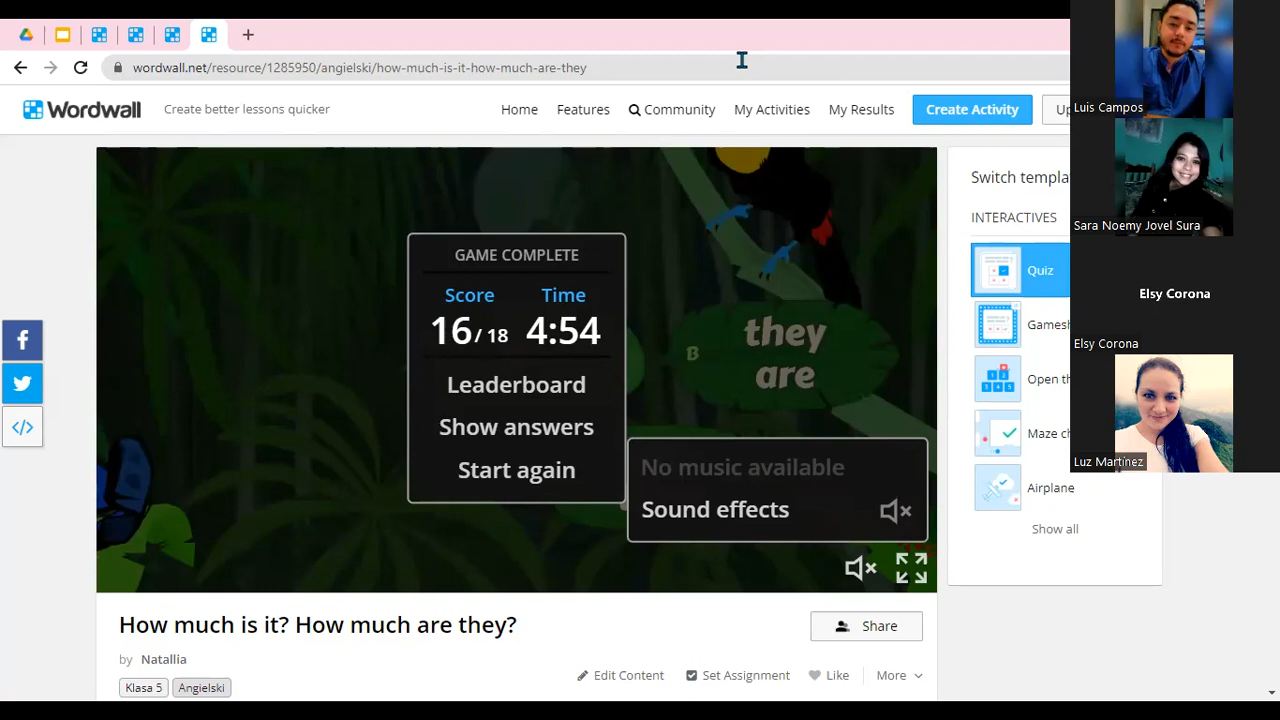 wordwall.net/resource/1285950/angielski/how-much-is-it-how-much-are-they
Wordwall
Create better lessons quicker
Home
Features
Community
My Activities
My Results
Create Activity
Up
GAME COMPLETE
Score
Time
16/ 18
4:54
Leaderboard
Show answers
Start again
B
they
are
No music available
Sound effects
Switch templa
INTERACTIVES
Quiz
Gamesh
Open th
Maze ch
Airplane
Show all
Luis Campos
Sara Noemy Jovel Sura
Elsy Corona
Elsy Corona
Luz Martínez
How much is it? How much are they?
Share
by Natallia
Edit Content
Set Assignment
Like
More
Klasa 5
Angielski